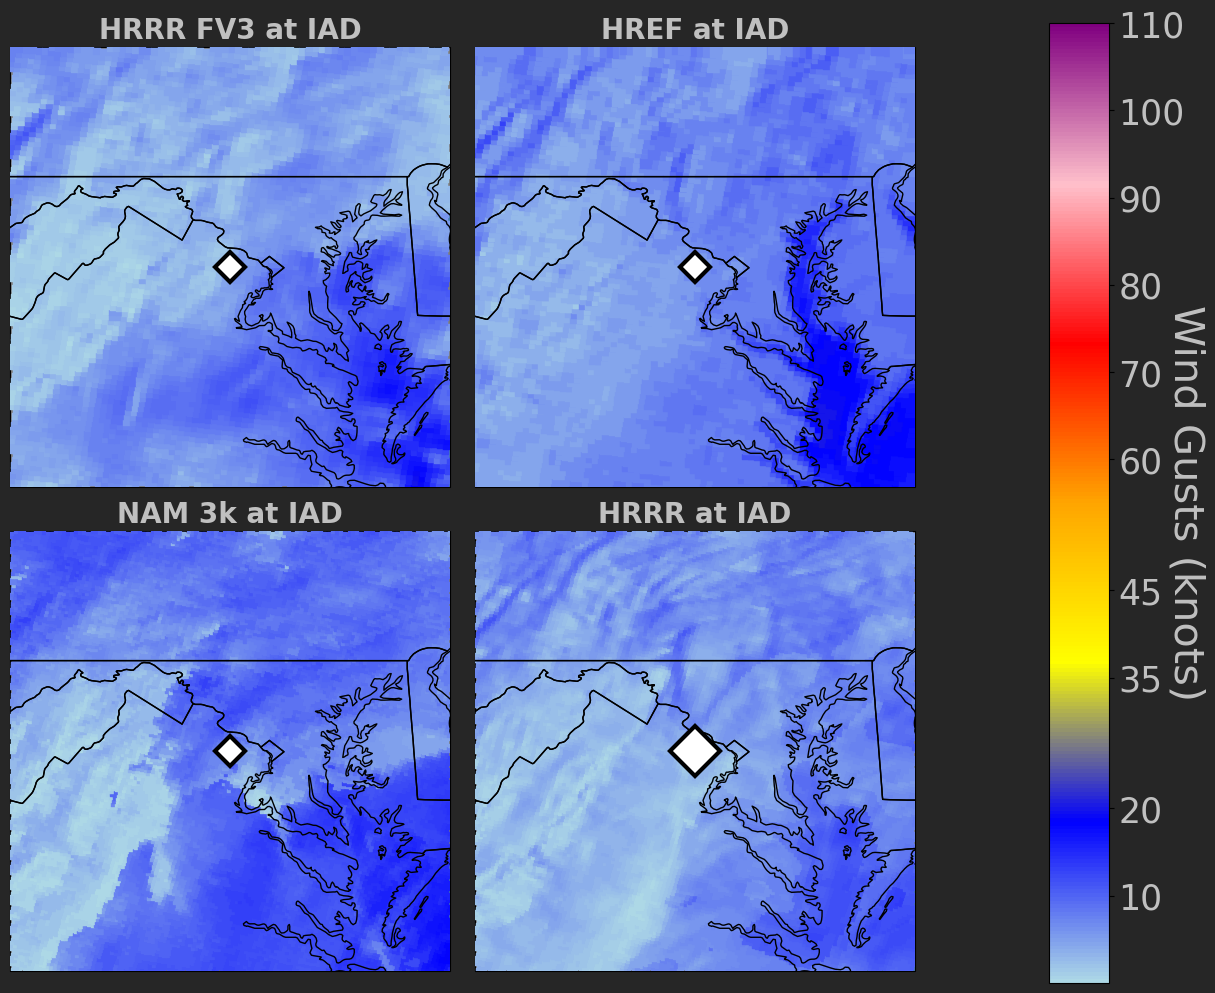 HRRR FV3 at IAD
HREF at IAD
NAM 3k at IAD
HRRR at IAD
110
100
90
80
70
60
45
35
20
10
Wind Gusts (knots)